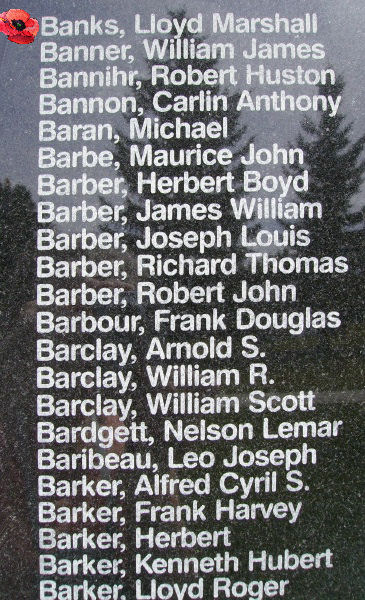 Banks, Lloyd Marshall
Banner, William James
Bannihr, Robert Huston
Bannon, Carlin Anthony
Baran, Michael
Barbe, Maurice John
Barber, Herbert Boyd
Barber, James William
Barber, Joseph Louis
Barber, Richard Thomas
Barber, Robert John
Barbour, Frank Douglas
Barclay, Arnold S.
Barclay, William R.
Barclay, William Scott
Bardgett, Nelson Lemar
Baribeau, Leo Joseph
Barker, Alfred Cyril S.
Barker, Frank Harvey
Barker, Herbert
Barker, Kenneth Hubert
Barker, Lloyd Roger